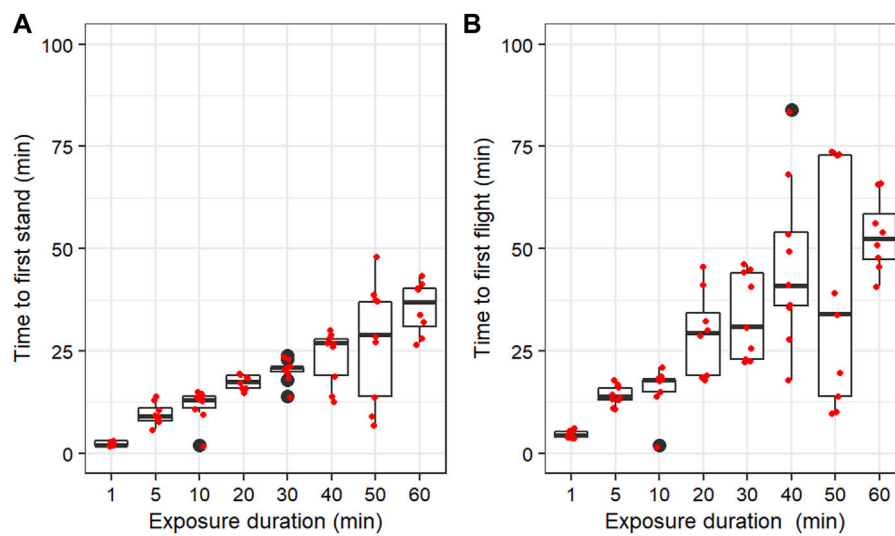 A
B
Time to first stand (min)
100
75
50
25
0
1 5 10 20 30 40 50 60
Exposure duration (min)
Time to first flight (min)
100
75
50
25
0
1 5 10 20 30 40 50 60
Exposure duration (min)